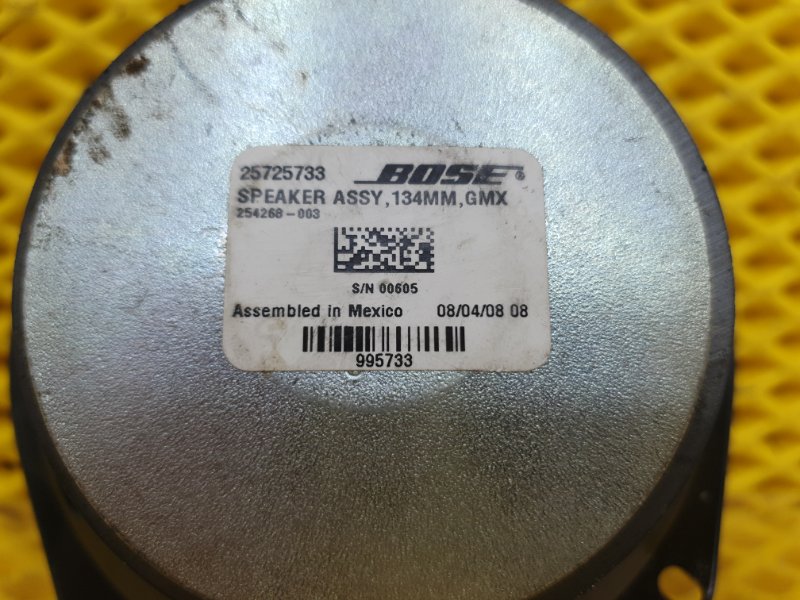 25725733 BOSE®
SPEAKER ASSY,134MM,GMX
254268-003
S/N 00605
Assembled in Mexico 08/04/08 08
995733